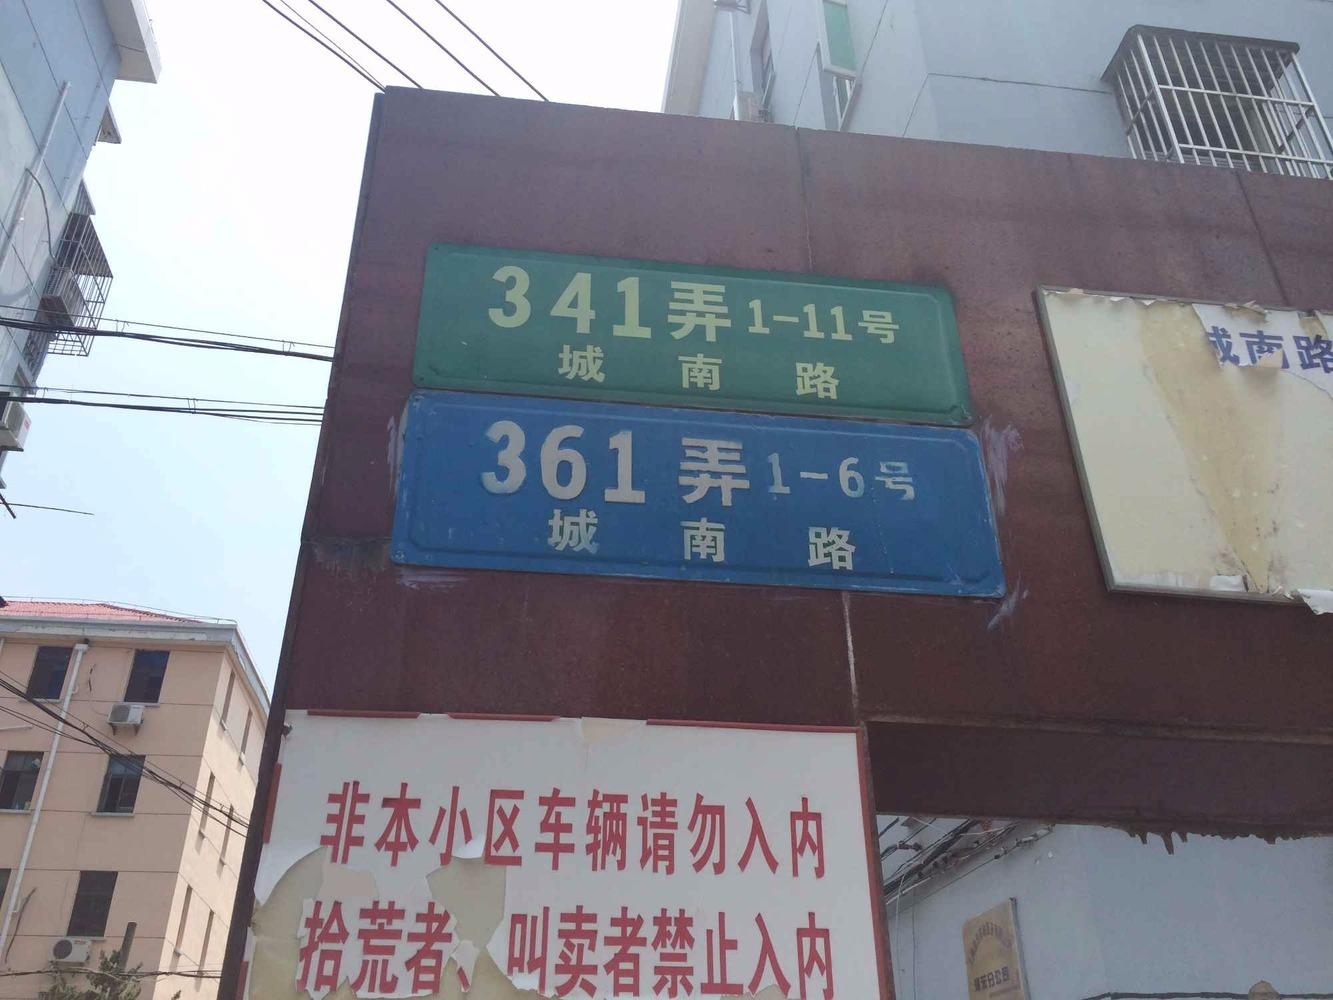 341弄1-11号
城南路
361弄1-6号
城南路
城南路
非本小区车辆请勿入内
拾荒者、叫卖者禁止入内